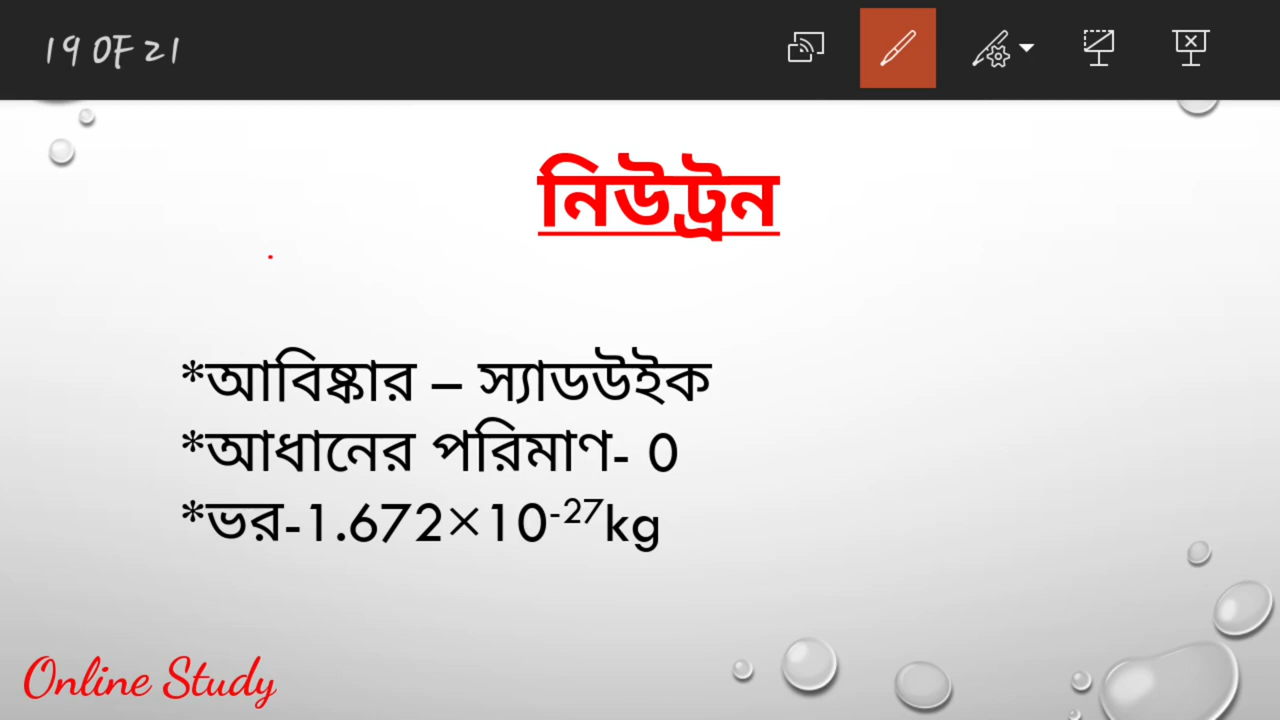 19 OF 21
নিউট্রন
*আবিষ্কার – স্যাডউইক
*আধানের পরিমাণ- 0
*ভর-1.672×10⁻²⁷kg
Online Study